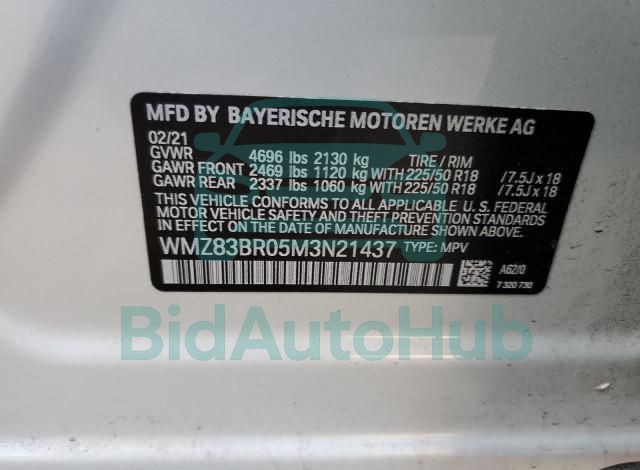 MFD BY BAYERISCHE MOTOREN WERKE AG
02/21
GVWR 4696 lbs 2130 kg TIRE / RIM
GAWR FRONT 2469 lbs 1120 kg WITH 225/50 R18 / 7.5J x 18
GAWR REAR 2337 lbs 1060 kg WITH 225/50 R18 / 7.5J x 18
THIS VEHICLE CONFORMS TO ALL APPLICABLE U. S. FEDERAL
MOTOR VEHICLE SAFETY AND THEFT PREVENTION STANDARDS IN
EFFECT ON THE DATE OF MANUFACTURE SHOWN ABOVE.
WMZ83BR05M3N21437 TYPE: MPV
A62/0
7 320 730
BidAutoHub